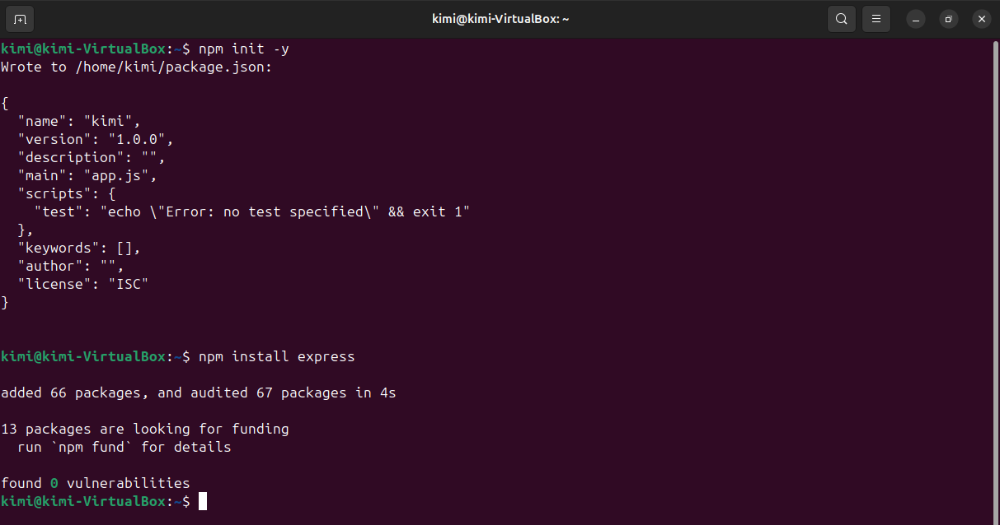 kimi@kimi-VirtualBox: ~
kimi@kimi-VirtualBox:~$ npm init -y
Wrote to /home/kimi/package.json:

{
  "name": "kimi",
  "version": "1.0.0",
  "description": "",
  "main": "app.js",
  "scripts": {
    "test": "echo \"Error: no test specified\" && exit 1"
  },
  "keywords": [],
  "author": "",
  "license": "ISC"
}

kimi@kimi-VirtualBox:~$ npm install express

added 66 packages, and audited 67 packages in 4s

13 packages are looking for funding
  run `npm fund` for details

found 0 vulnerabilities
kimi@kimi-VirtualBox:~$